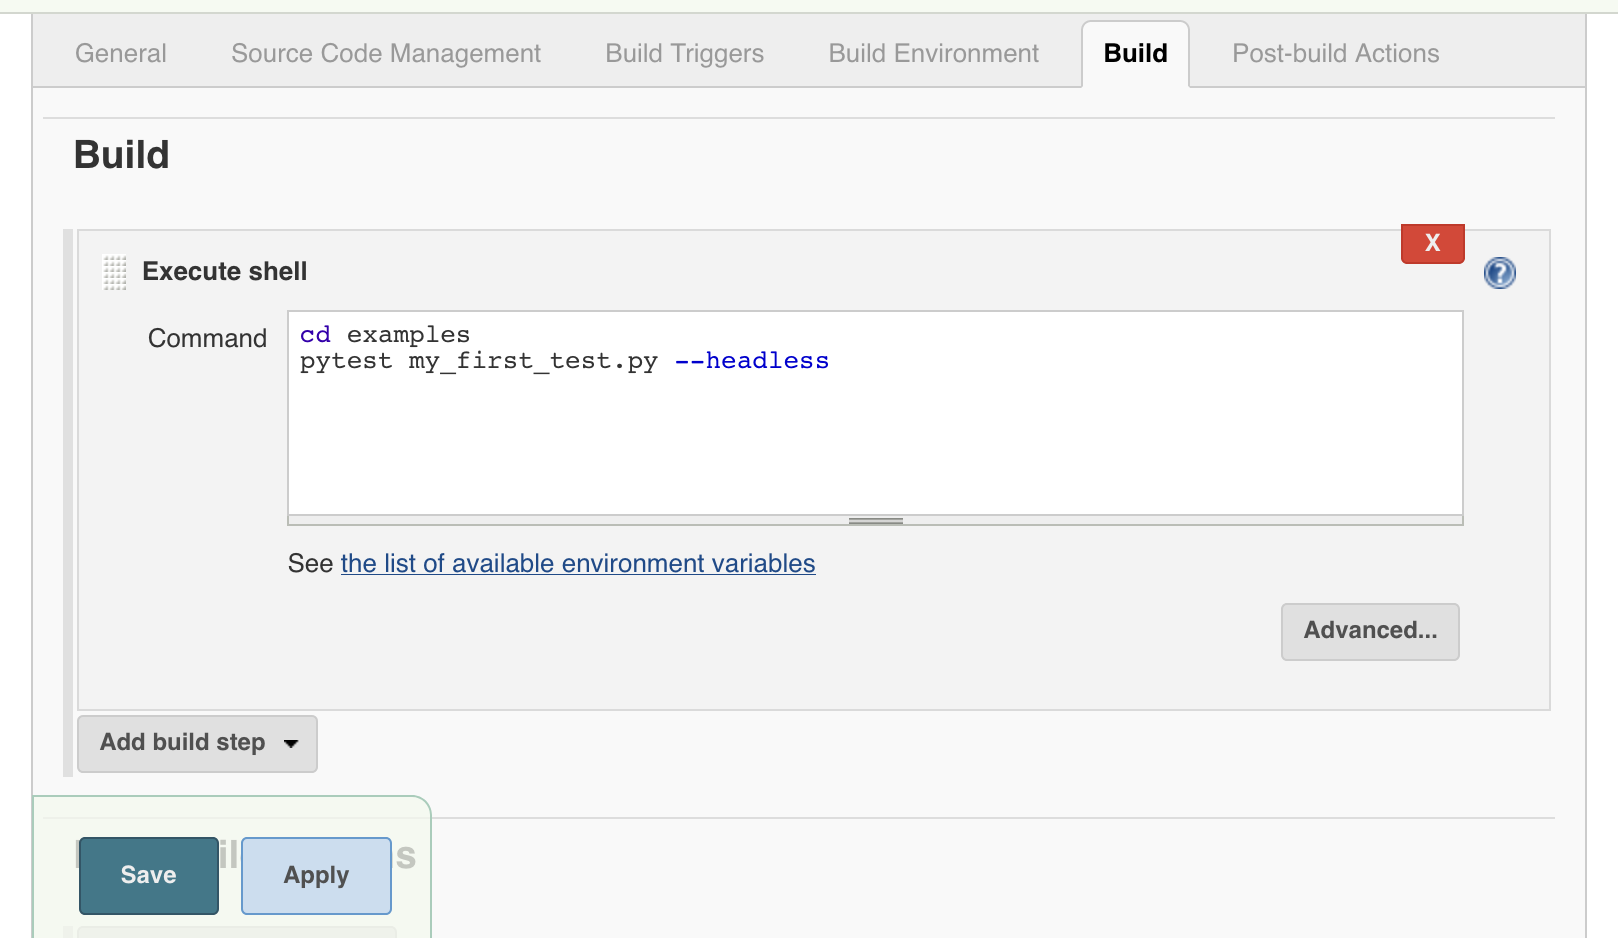 General Source Code Management Build Triggers Build Environment Build Post-build Actions
Build
X
Execute shell
?
Command
cd examples
pytest my_first_test.py --headless
See the list of available environment variables
Advanced...
Add build step
Save Apply